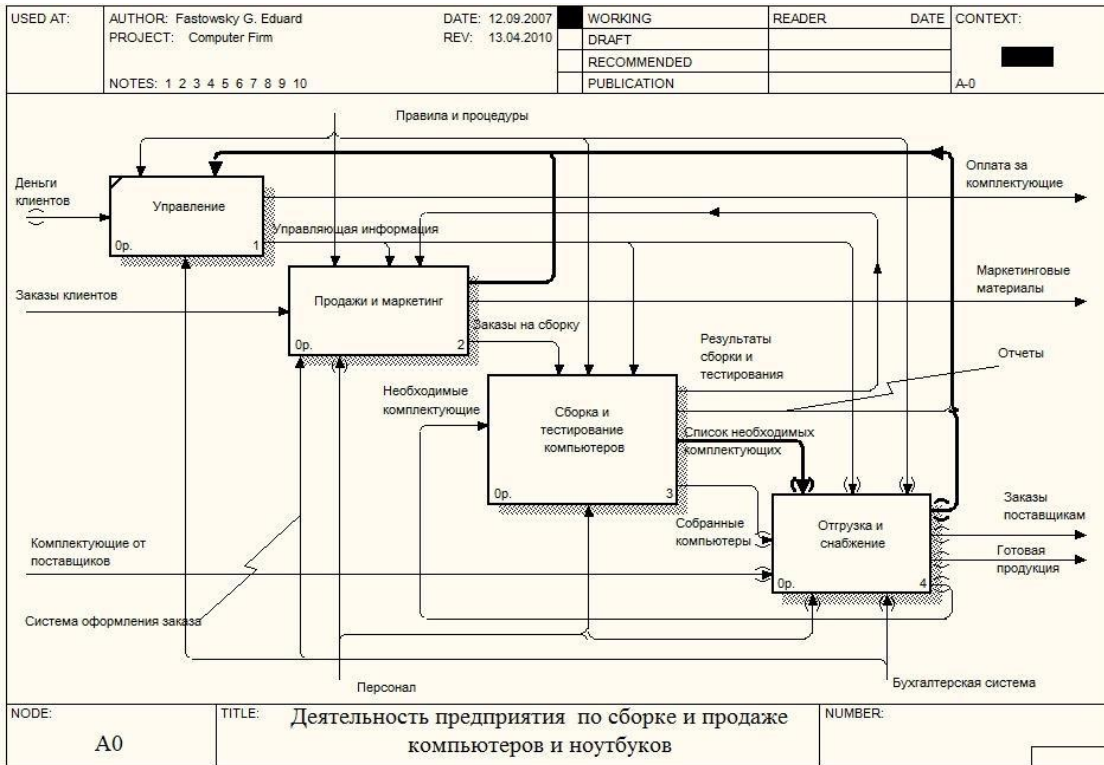 USED AT:
AUTHOR: Fastowsky G. Eduard
DATE: 12.09.2007
PROJECT: Computer Firm
REV: 13.04.2010
NOTES: 1 2 3 4 5 6 7 8 9 10
WORKING
DRAFT
RECOMMENDED
PUBLICATION
READER
DATE
CONTEXT:
A-0
Правила и процедуры
Деньги
клиентов
Управление
0р.
1
Оплата за
комплектующие
Управляющая информация
Заказы клиентов
Продажи и маркетинг
0р.
2
Маркетинговые
материалы
Заказы на сборку
Результаты
сборки и
тестирования
Отчеты
Необходимые
комплектующие
Сборка и
тестирование
компьютеров
0р.
3
Список необходимых
комплектующих
Собранные
компьютеры
Отгрузка и
снабжение
0р.
4
Заказы
поставщикам
Готовая
продукция
Комплектующие от
поставщиков
Система оформления заказа
Персонал
Бухгалтерская система
NODE:
A0
TITLE:
Деятельность предприятия по сборке и продаже
компьютеров и ноутбуков
NUMBER: